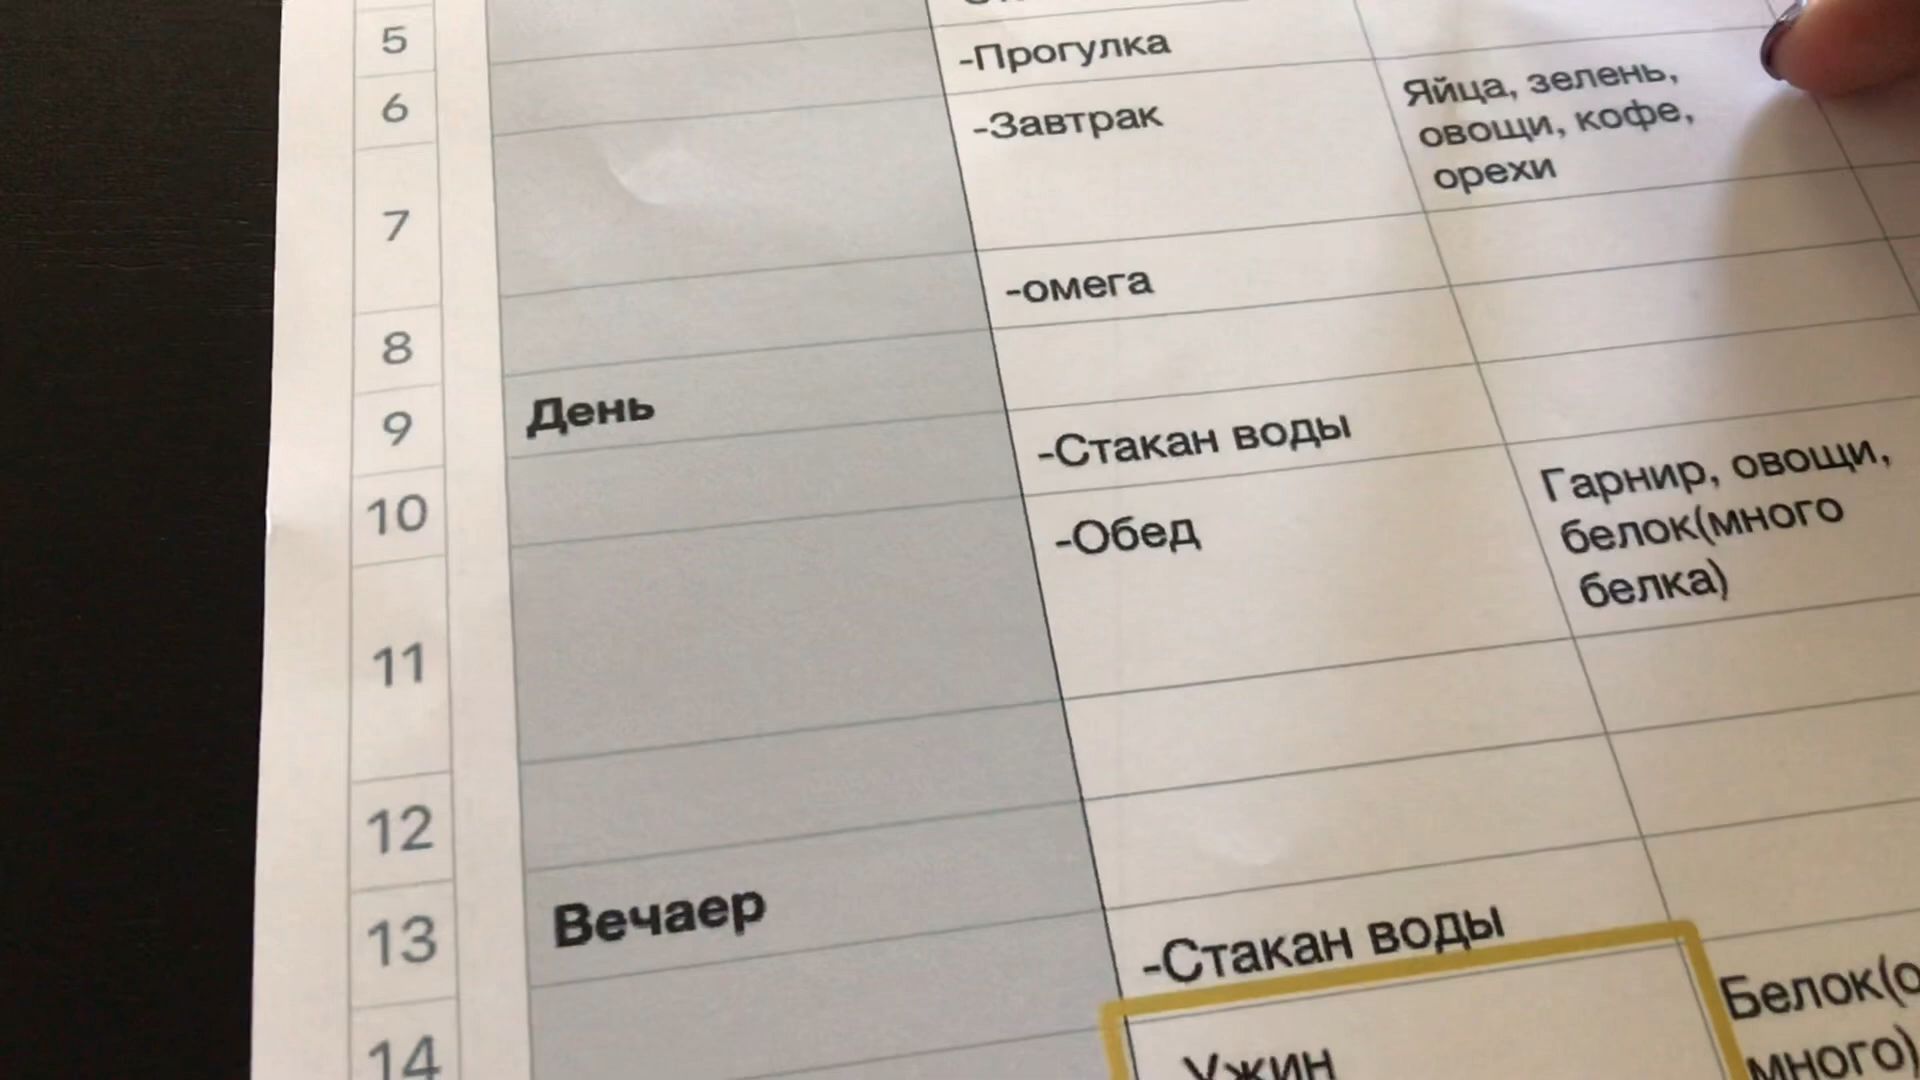 5
-Прогулка
6
-Завтрак
Яйца, зелень,
овощи, кофе,
орехи
7
-омега
8
День
9
-Стакан воды
10
-Обед
Гарнир, овощи,
белок(много
белка)
11
12
Вечаер
13
-Стакан воды
14
Ужин
Белок(о
много)